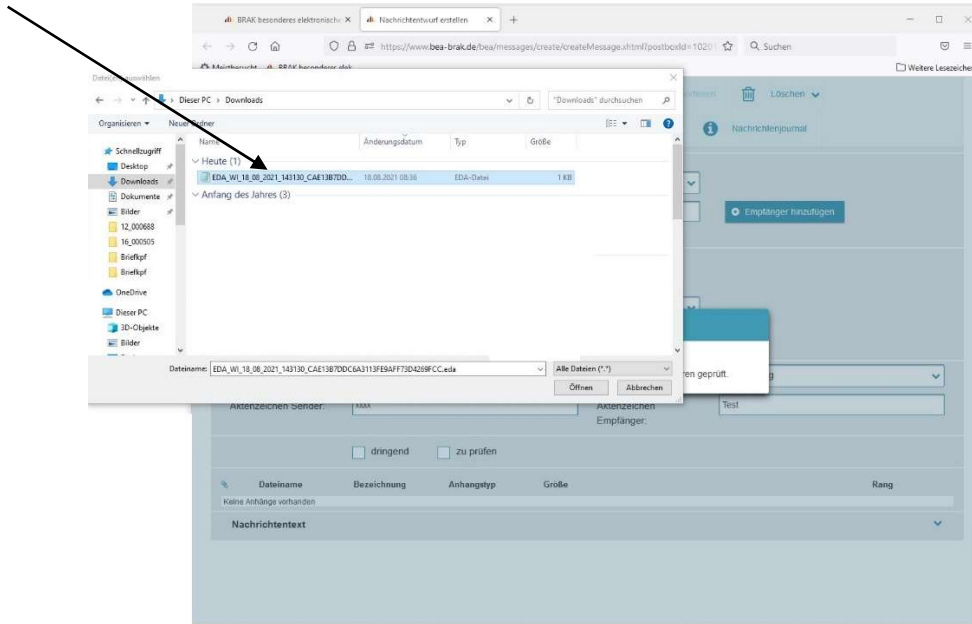 BRAK besonderes elektronische × Nachrichtentwurf erstellen × +
https://www.bea-brak.de/bea/messages/create/createMessage.xhtml?postboxId=1020 Suchen
Weitere Lesezeichen
×
← → Dieser PC › Downloads "Downloads" durchsuchen
Löschen
Organisieren Neuer Ordner
Nachrichtenjournal
Name Änderungsdatum Typ Größe
Schnellzugriff
Heute (1)
Desktop
EDA_WI_18_08_2021_143130_CAE13B7DD... 18.08.2021 08:36 EDA-Datei 1 KB
Downloads
Anfang des Jahres (3)
Dokumente
Bilder
Empfänger hinzufügen
12_000688
16_000505
Briefkpf
Briefkpf
OneDrive
Dieser PC
3D-Objekte
Bilder
Dateiname: EDA_WI_18_08_2021_143130_CAE13B7DDC6A3113FE9AFF73D4269FCC.eda Alle Dateien (*.*)
en geprüft.
Öffnen Abbrechen
Aktenzeichen Sender: xxxx Aktenzeichen Empfänger: Test
dringend zu prüfen
Dateiname Bezeichnung Anhangstyp Größe Rang
Keine Anhänge vorhanden
Nachrichtentext